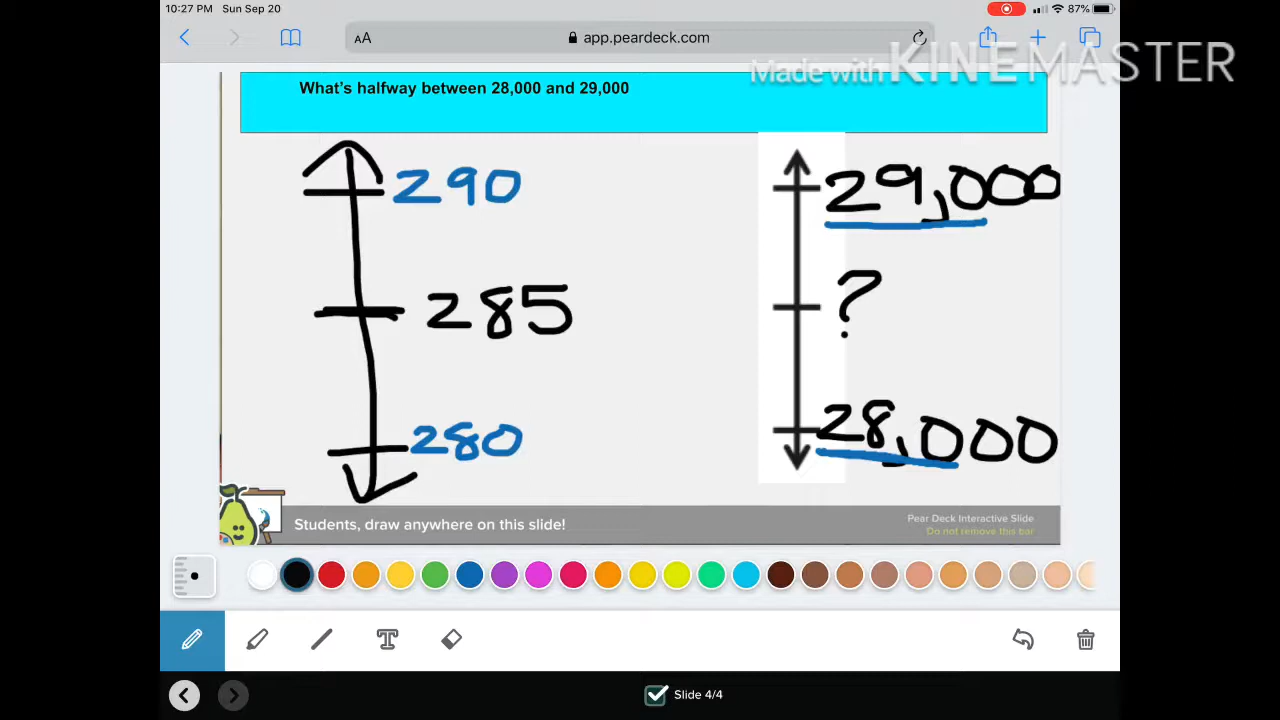 10:27 PM Sun Sep 20
87%
AA
app.peardeck.com
Made with KINEMASTER
What's halfway between 28,000 and 29,000
290
29,000
285
?
280
28,000
Students, draw anywhere on this slide!
Pear Deck Interactive Slide
Do not remove this bar
T
Slide 4/4